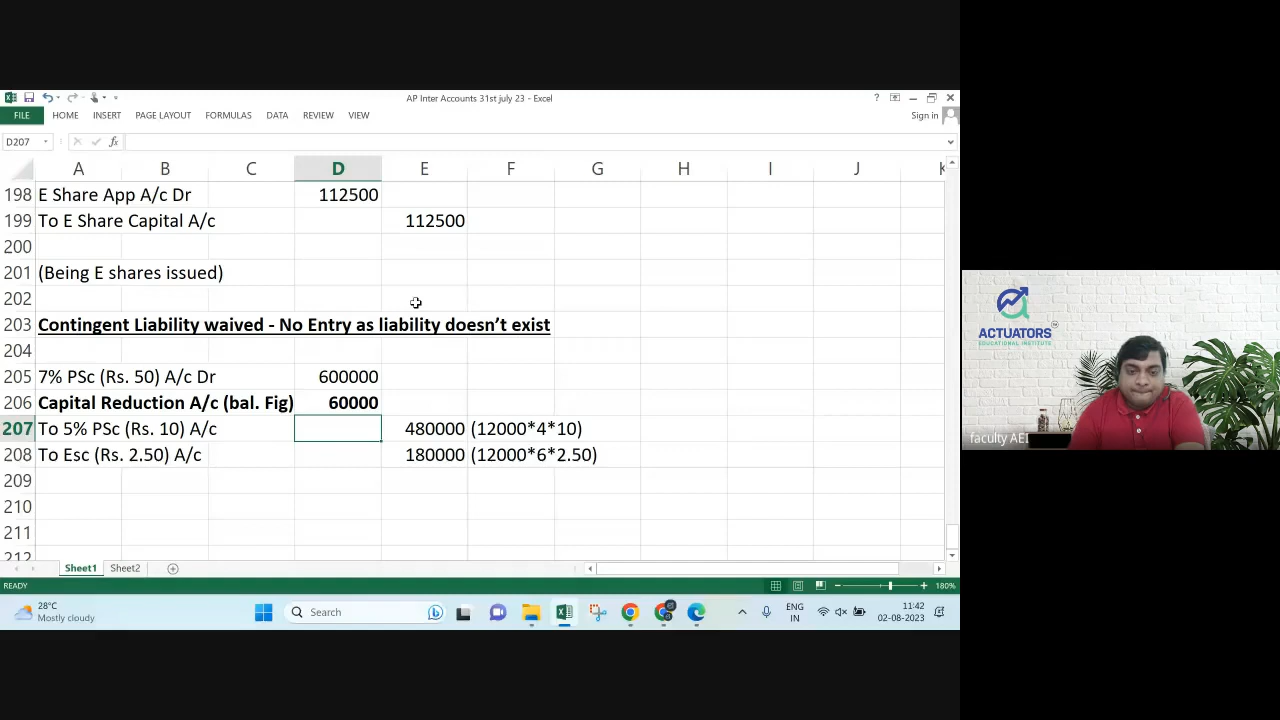 AP Inter Accounts 31st july 23 - Excel
?
FILE HOME INSERT PAGE LAYOUT FORMULAS DATA REVIEW VIEW
Sign in
D207 fx
A B C D E F G H I J K
198 E Share App A/c Dr 112500
199 To E Share Capital A/c 112500
200
201 (Being E shares issued)
202
203 Contingent Liability waived - No Entry as liability doesn't exist
204
205 7% PSc (Rs. 50) A/c Dr 600000
206 Capital Reduction A/c (bal. Fig) 60000
207 To 5% PSc (Rs. 10) A/c 480000 (12000*4*10)
208 To Esc (Rs. 2.50) A/c 180000 (12000*6*2.50)
209
210
211
212
Sheet1 Sheet2
READY 180%
28°C
Mostly cloudy
Search
ENG
IN
11:42
02-08-2023
ACTUATORS
EDUCATIONAL INSTITUTE
faculty AEI